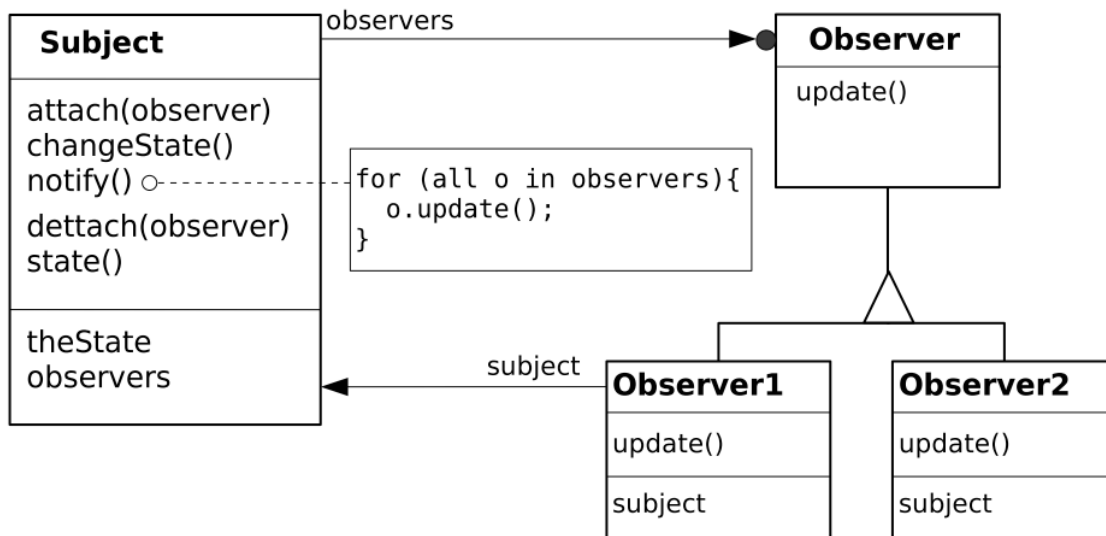 Subject
attach(observer)
changeState()
notify()
dettach(observer)
state()
theState
observers
observers
for (all o in observers){
  o.update();
}
Observer
update()
subject
Observer1
update()
subject
Observer2
update()
subject